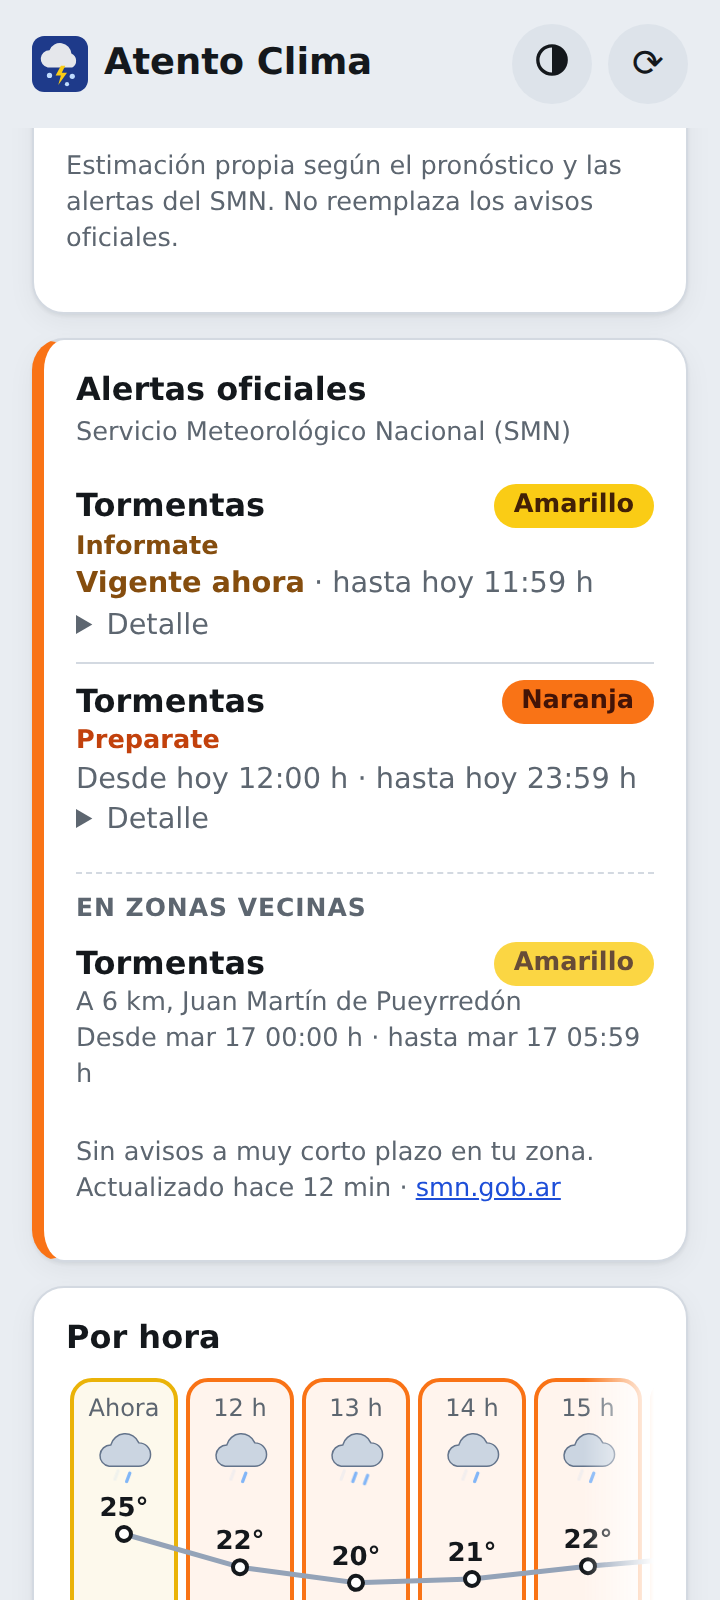 Atento Clima
Estimación propia según el pronóstico y las
alertas del SMN. No reemplaza los avisos
oficiales.
Alertas oficiales
Servicio Meteorológico Nacional (SMN)
Tormentas Amarillo
Informate
Vigente ahora · hasta hoy 11:59 h
▶ Detalle
Tormentas Naranja
Preparate
Desde hoy 12:00 h · hasta hoy 23:59 h
▶ Detalle
EN ZONAS VECINAS
Tormentas Amarillo
A 6 km, Juan Martín de Pueyrredón
Desde mar 17 00:00 h · hasta mar 17 05:59
h
Sin avisos a muy corto plazo en tu zona.
Actualizado hace 12 min · smn.gob.ar
Por hora
Ahora 12 h 13 h 14 h 15 h
25° 22° 20° 21° 22°